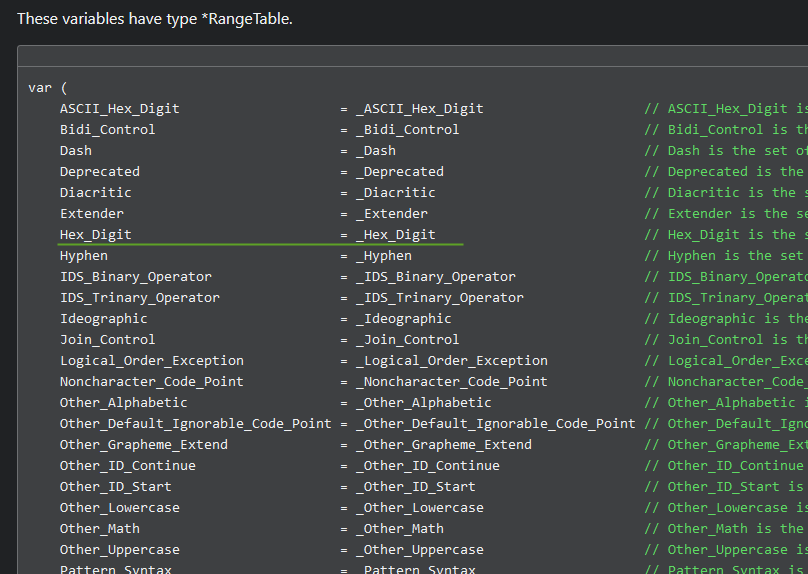 These variables have type *RangeTable.
var (
ASCII_Hex_Digit = _ASCII_Hex_Digit // ASCII_Hex_Digit is
Bidi_Control = _Bidi_Control // Bidi_Control is th
Dash = _Dash // Dash is the set of
Deprecated = _Deprecated // Deprecated is the
Diacritic = _Diacritic // Diacritic is the s
Extender = _Extender // Extender is the se
Hex_Digit = _Hex_Digit // Hex_Digit is the s
Hyphen = _Hyphen // Hyphen is the set
IDS_Binary_Operator = _IDS_Binary_Operator // IDS_Binary_Operato
IDS_Trinary_Operator = _IDS_Trinary_Operator // IDS_Trinary_Operat
Ideographic = _Ideographic // Ideographic is the
Join_Control = _Join_Control // Join_Control is th
Logical_Order_Exception = _Logical_Order_Exception // Logical_Order_Exce
Noncharacter_Code_Point = _Noncharacter_Code_Point // Noncharacter_Code_
Other_Alphabetic = _Other_Alphabetic // Other_Alphabetic i
Other_Default_Ignorable_Code_Point = _Other_Default_Ignorable_Code_Point // Other_Default_Igno
Other_Grapheme_Extend = _Other_Grapheme_Extend // Other_Grapheme_Ext
Other_ID_Continue = _Other_ID_Continue // Other_ID_Continue
Other_ID_Start = _Other_ID_Start // Other_ID_Start is
Other_Lowercase = _Other_Lowercase // Other_Lowercase is
Other_Math = _Other_Math // Other_Math is the
Other_Uppercase = _Other_Uppercase // Other_Uppercase is
Pattern_Syntax = _Pattern_Syntax // Pattern_Syntax is